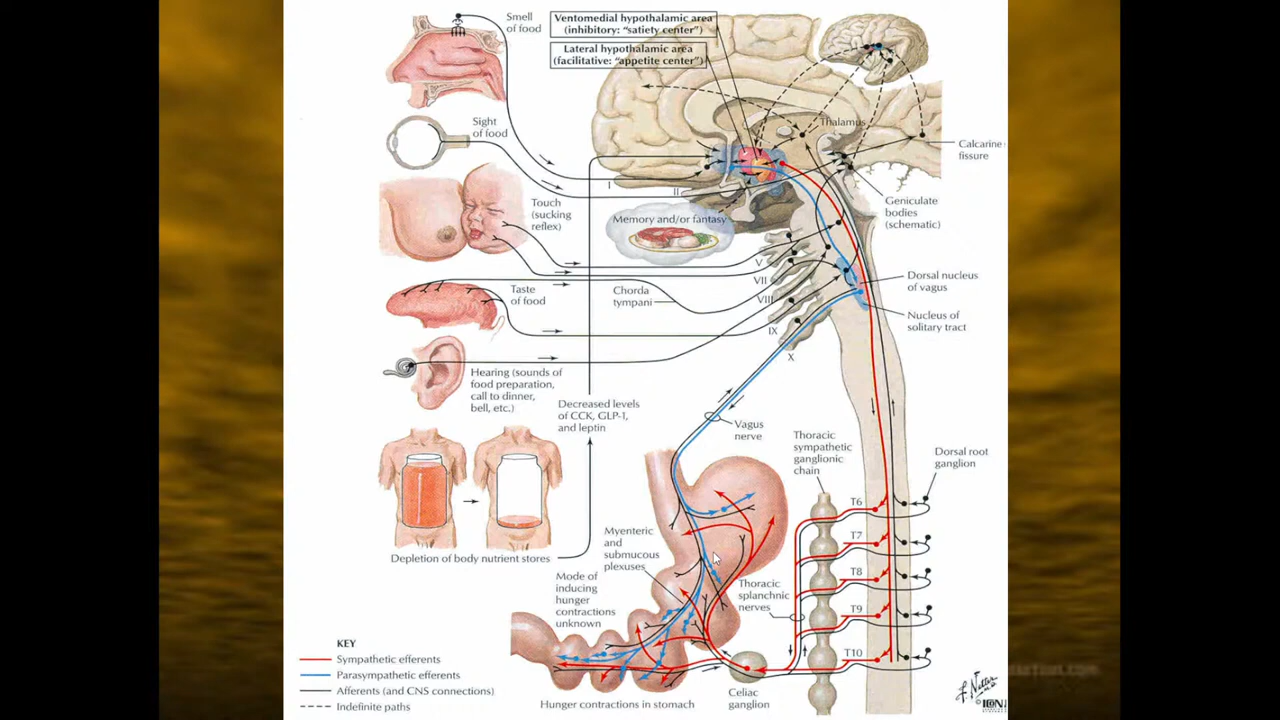 Smell
of food
Ventomedial hypothalamic area
(inhibitory: “satiety center”)
Lateral hypothalamic area
(facilitative: “appetite center”)
Sight
of food
Thalamus
Calcarine
fissure
I
II
Touch
(sucking
reflex)
Memory and/or fantasy
Geniculate
bodies
(schematic)
V
VII
VIII
IX
X
Taste
of food
Chorda
tympani
Dorsal nucleus
of vagus
Nucleus of
solitary tract
Hearing (sounds of
food preparation,
call to dinner,
bell, etc.)
Decreased levels
of CCK, GLP-1,
and leptin
Vagus
nerve
Thoracic
sympathetic
ganglionic
chain
Dorsal root
ganglion
T6
T7
T8
T9
T10
Depletion of body nutrient stores
Myenteric
and
submucous
plexuses
Mode of
inducing
hunger
contractions
unknown
Thoracic
splanchnic
nerves
KEY
Sympathetic efferents
Parasympathetic efferents
Afferents (and CNS connections)
Indefinite paths
Hunger contractions in stomach
Celiac
ganglion